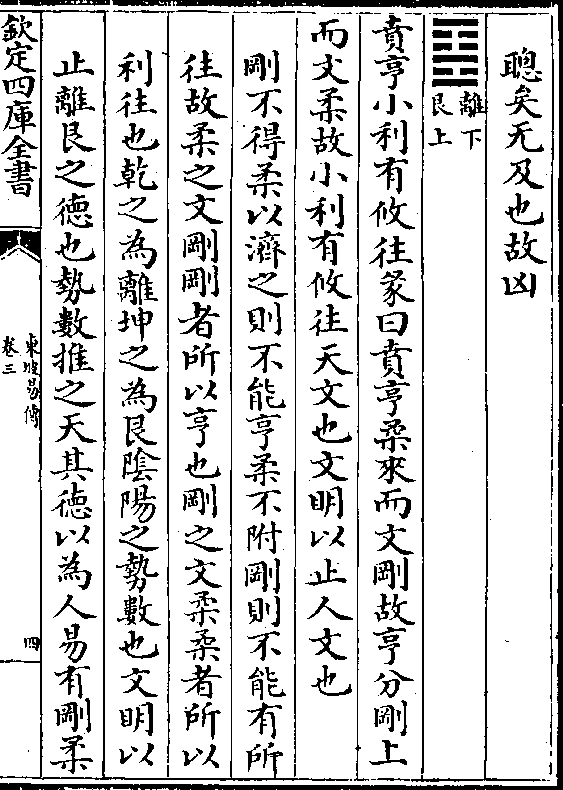 聰矣无及也故凶
離下
艮上
賁亨小利有攸往彖曰賁亨柔來而文剛故亨分剛上
而文柔故小利有攸往天文也文明以止人文也
剛不得柔以濟之則不能亨柔不附剛則不能有所
往故柔之文剛剛者所以亨也剛之文柔柔者所以
利往也乾之為離坤之為艮陰陽之勢數也文明以
止離艮之德也勢數推之天其德以為人易有剛柔
欽定四庫全書
東坡易傳
卷三
四